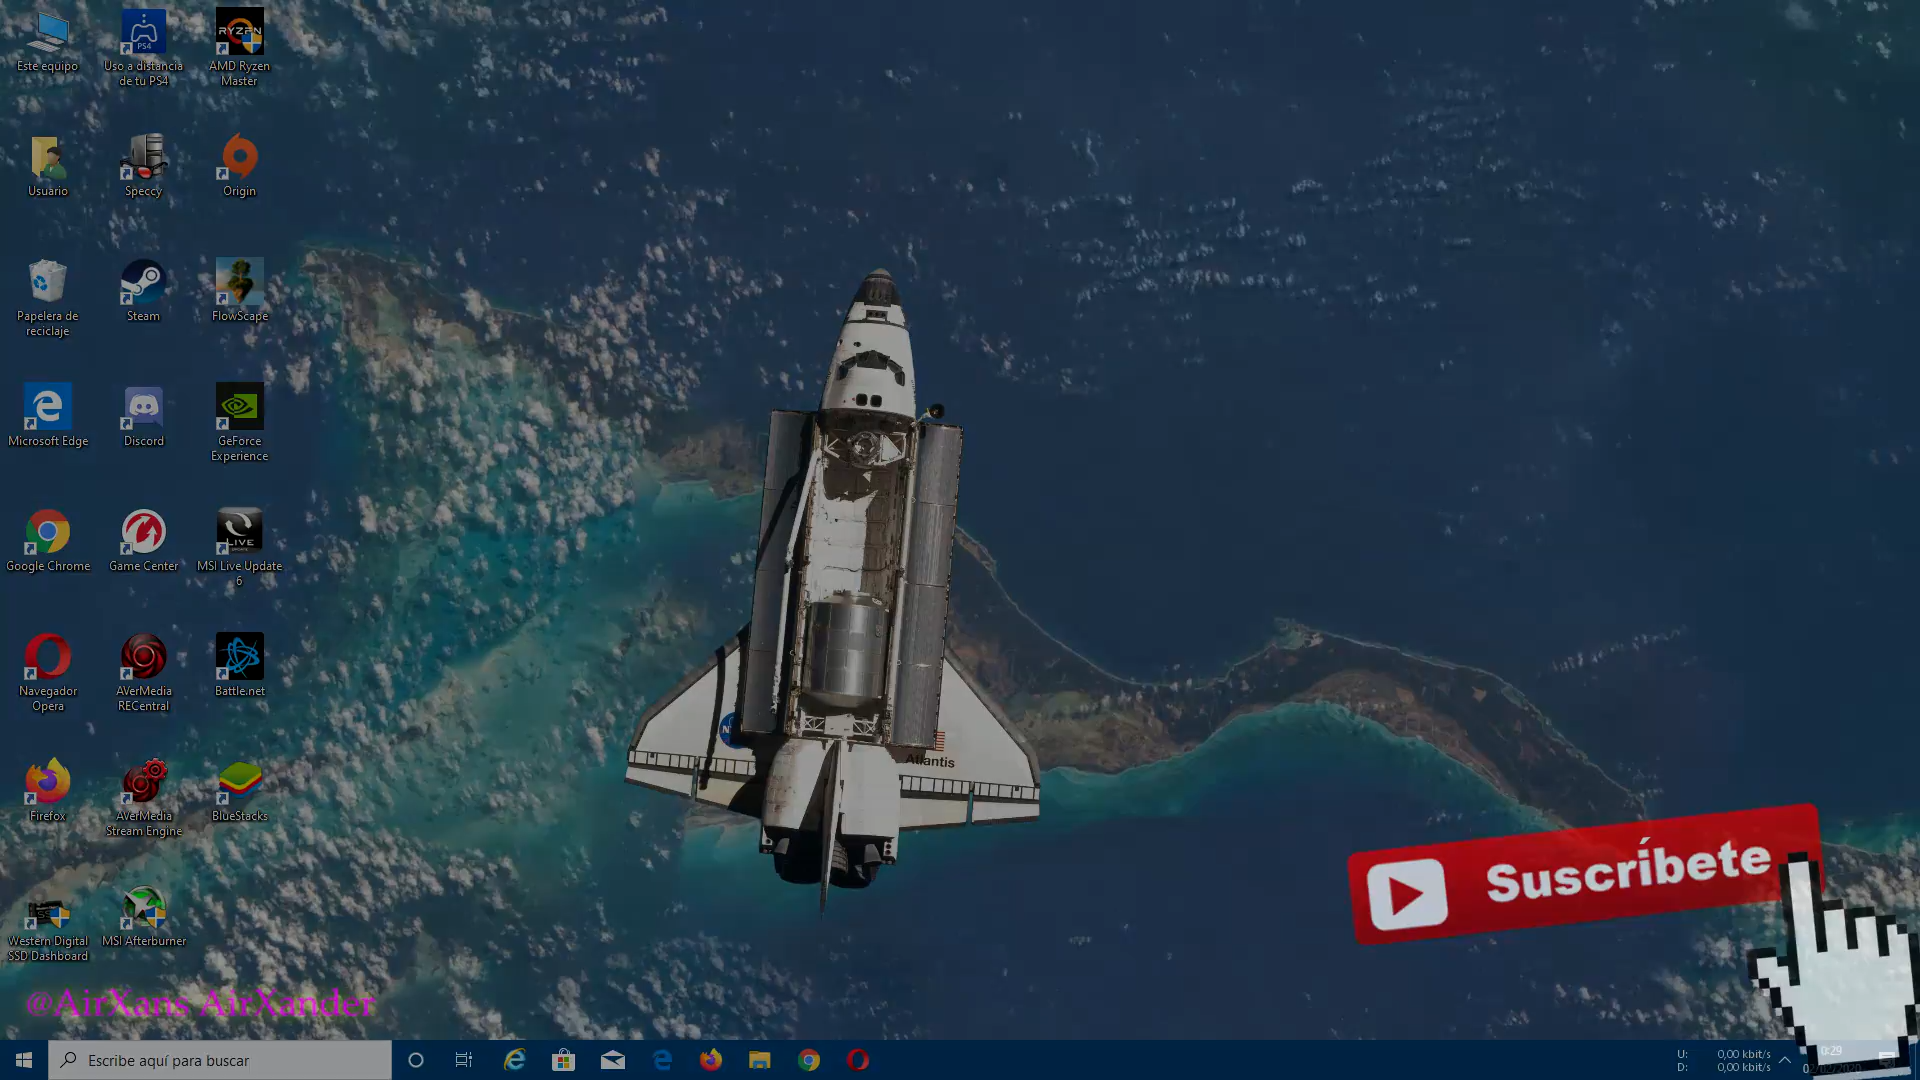 Este equipo
Uso a distancia
de tu PS4
AMD Ryzen
Master
PS4
RYZEN
Usuario
Speccy
Origin
Papelera de
reciclaje
Steam
FlowScape
Microsoft Edge
Discord
GeForce
Experience
Google Chrome
Game Center
LIVE
MSI Live Update
6
Navegador
Opera
AVerMedia
RECentral
Battle.net
Firefox
AVerMedia
Stream Engine
BlueStacks
Western Digital
SSD Dashboard
MSI Afterburner
Atlantis
Suscríbete
@AirXans AirXander
Escribe aquí para buscar
U: 0,00 kbit/s
D: 0,00 kbit/s
0:29